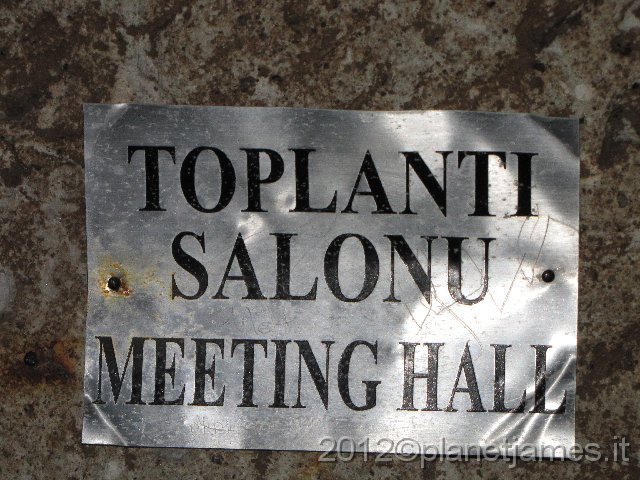 TOPLANTI
SALONU
MEETING HALL
2012©planetjames.it